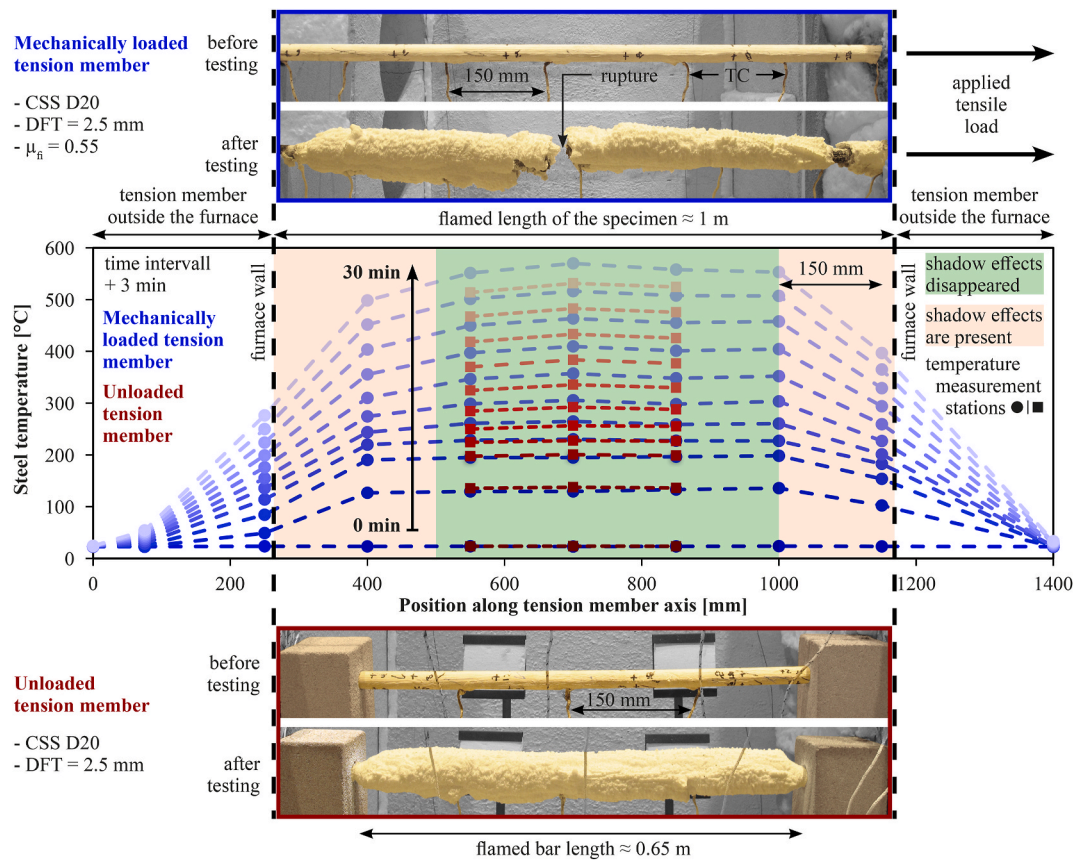 Mechanically loaded
tension member
- CSS D20
- DFT = 2.5 mm
- μfi = 0.55
before
testing
after
testing
150 mm
rupture
TC
applied
tensile
load
tension member
outside the furnace
flamed length of the specimen ≈ 1 m
tension member
outside the furnace
Steel temperature [°C]
600
500
400
300
200
100
0
time intervall
+ 3 min
Mechanically
loaded tension
member
Unloaded
tension
member
furnace wall
30 min
0 min
150 mm
furnace wall
shadow effects
disappeared
shadow effects
are present
temperature
measurement
stations ●|■
0
200
400
600
800
1000
1200
1400
Position along tension member axis [mm]
Unloaded
tension member
- CSS D20
- DFT = 2.5 mm
before
testing
after
testing
150 mm
flamed bar length ≈ 0.65 m